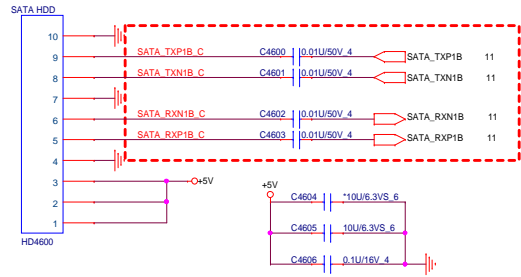 SATA HDD
10
9 SATA_TXP1B_C C4600 0.01U/50V_4 SATA_TXP1B 11
8 SATA_TXN1B_C C4601 0.01U/50V_4 SATA_TXN1B 11
7
6 SATA_RXN1B_C C4602 0.01U/50V_4 SATA_RXN1B 11
5 SATA_RXP1B_C C4603 0.01U/50V_4 SATA_RXP1B 11
4
3 +5V
2
1
HD4600
+5V
C4604 *10U/6.3VS_6
C4605 10U/6.3VS_6
C4606 0.1U/16V_4